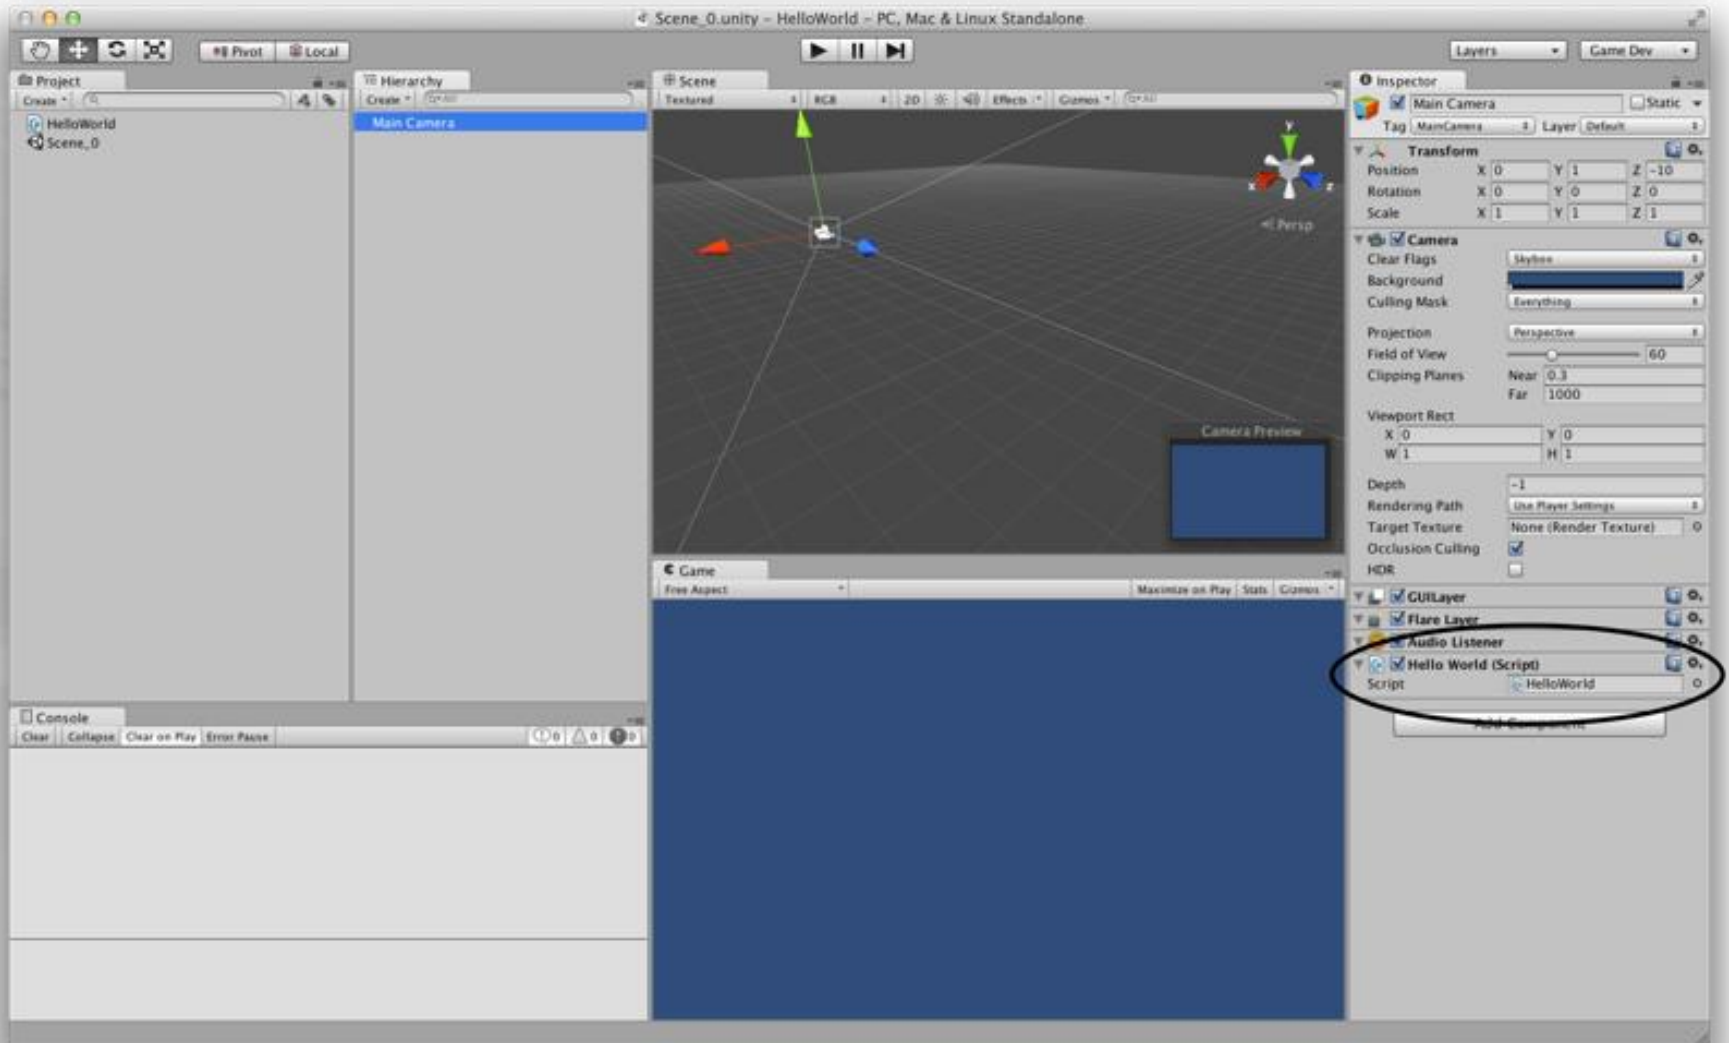 Scene_0.unity – HelloWorld – PC, Mac & Linux Standalone
Pivot Local
Layers Game Dev
Project
Create
HelloWorld
Scene_0
Hierarchy
Create
Main Camera
Scene
Textured RGB 2D Effects Gizmos
y
x z
Persp
Camera Preview
Game
Free Aspect Maximize on Play Stats Gizmos
Console
Clear Collapse Clear on Play Error Pause 0 0 0
Inspector
Main Camera Static
Tag MainCamera Layer Default
Transform
Position X 0 Y 1 Z -10
Rotation X 0 Y 0 Z 0
Scale X 1 Y 1 Z 1
Camera
Clear Flags Skybox
Background
Culling Mask Everything
Projection Perspective
Field of View 60
Clipping Planes Near 0.3
Far 1000
Viewport Rect
X 0 Y 0
W 1 H 1
Depth -1
Rendering Path Use Player Settings
Target Texture None (Render Texture)
Occlusion Culling
HDR
GUILayer
Flare Layer
Audio Listener
Hello World (Script)
Script HelloWorld
Add Component